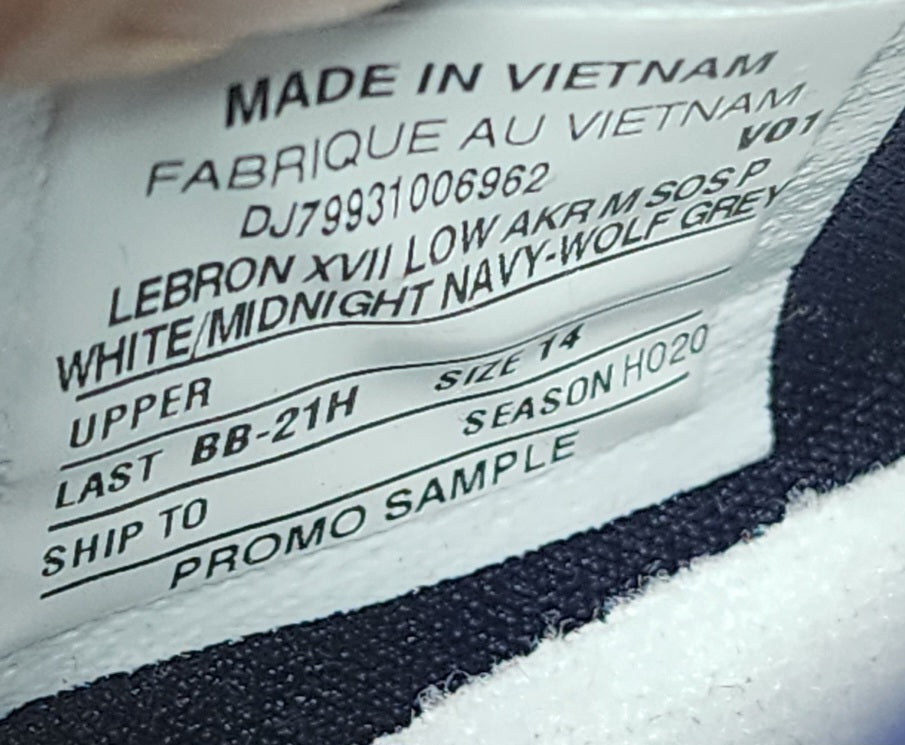 MADE IN VIETNAM
FABRIQUE AU VIETNAM
V01
DJ79931006962
LEBRON XVII LOW AKR M SOS P
WHITE/MIDNIGHT NAVY-WOLF GREY
UPPER
LAST BB-21H SIZE 14
SHIP TO SEASON HO20
PROMO SAMPLE